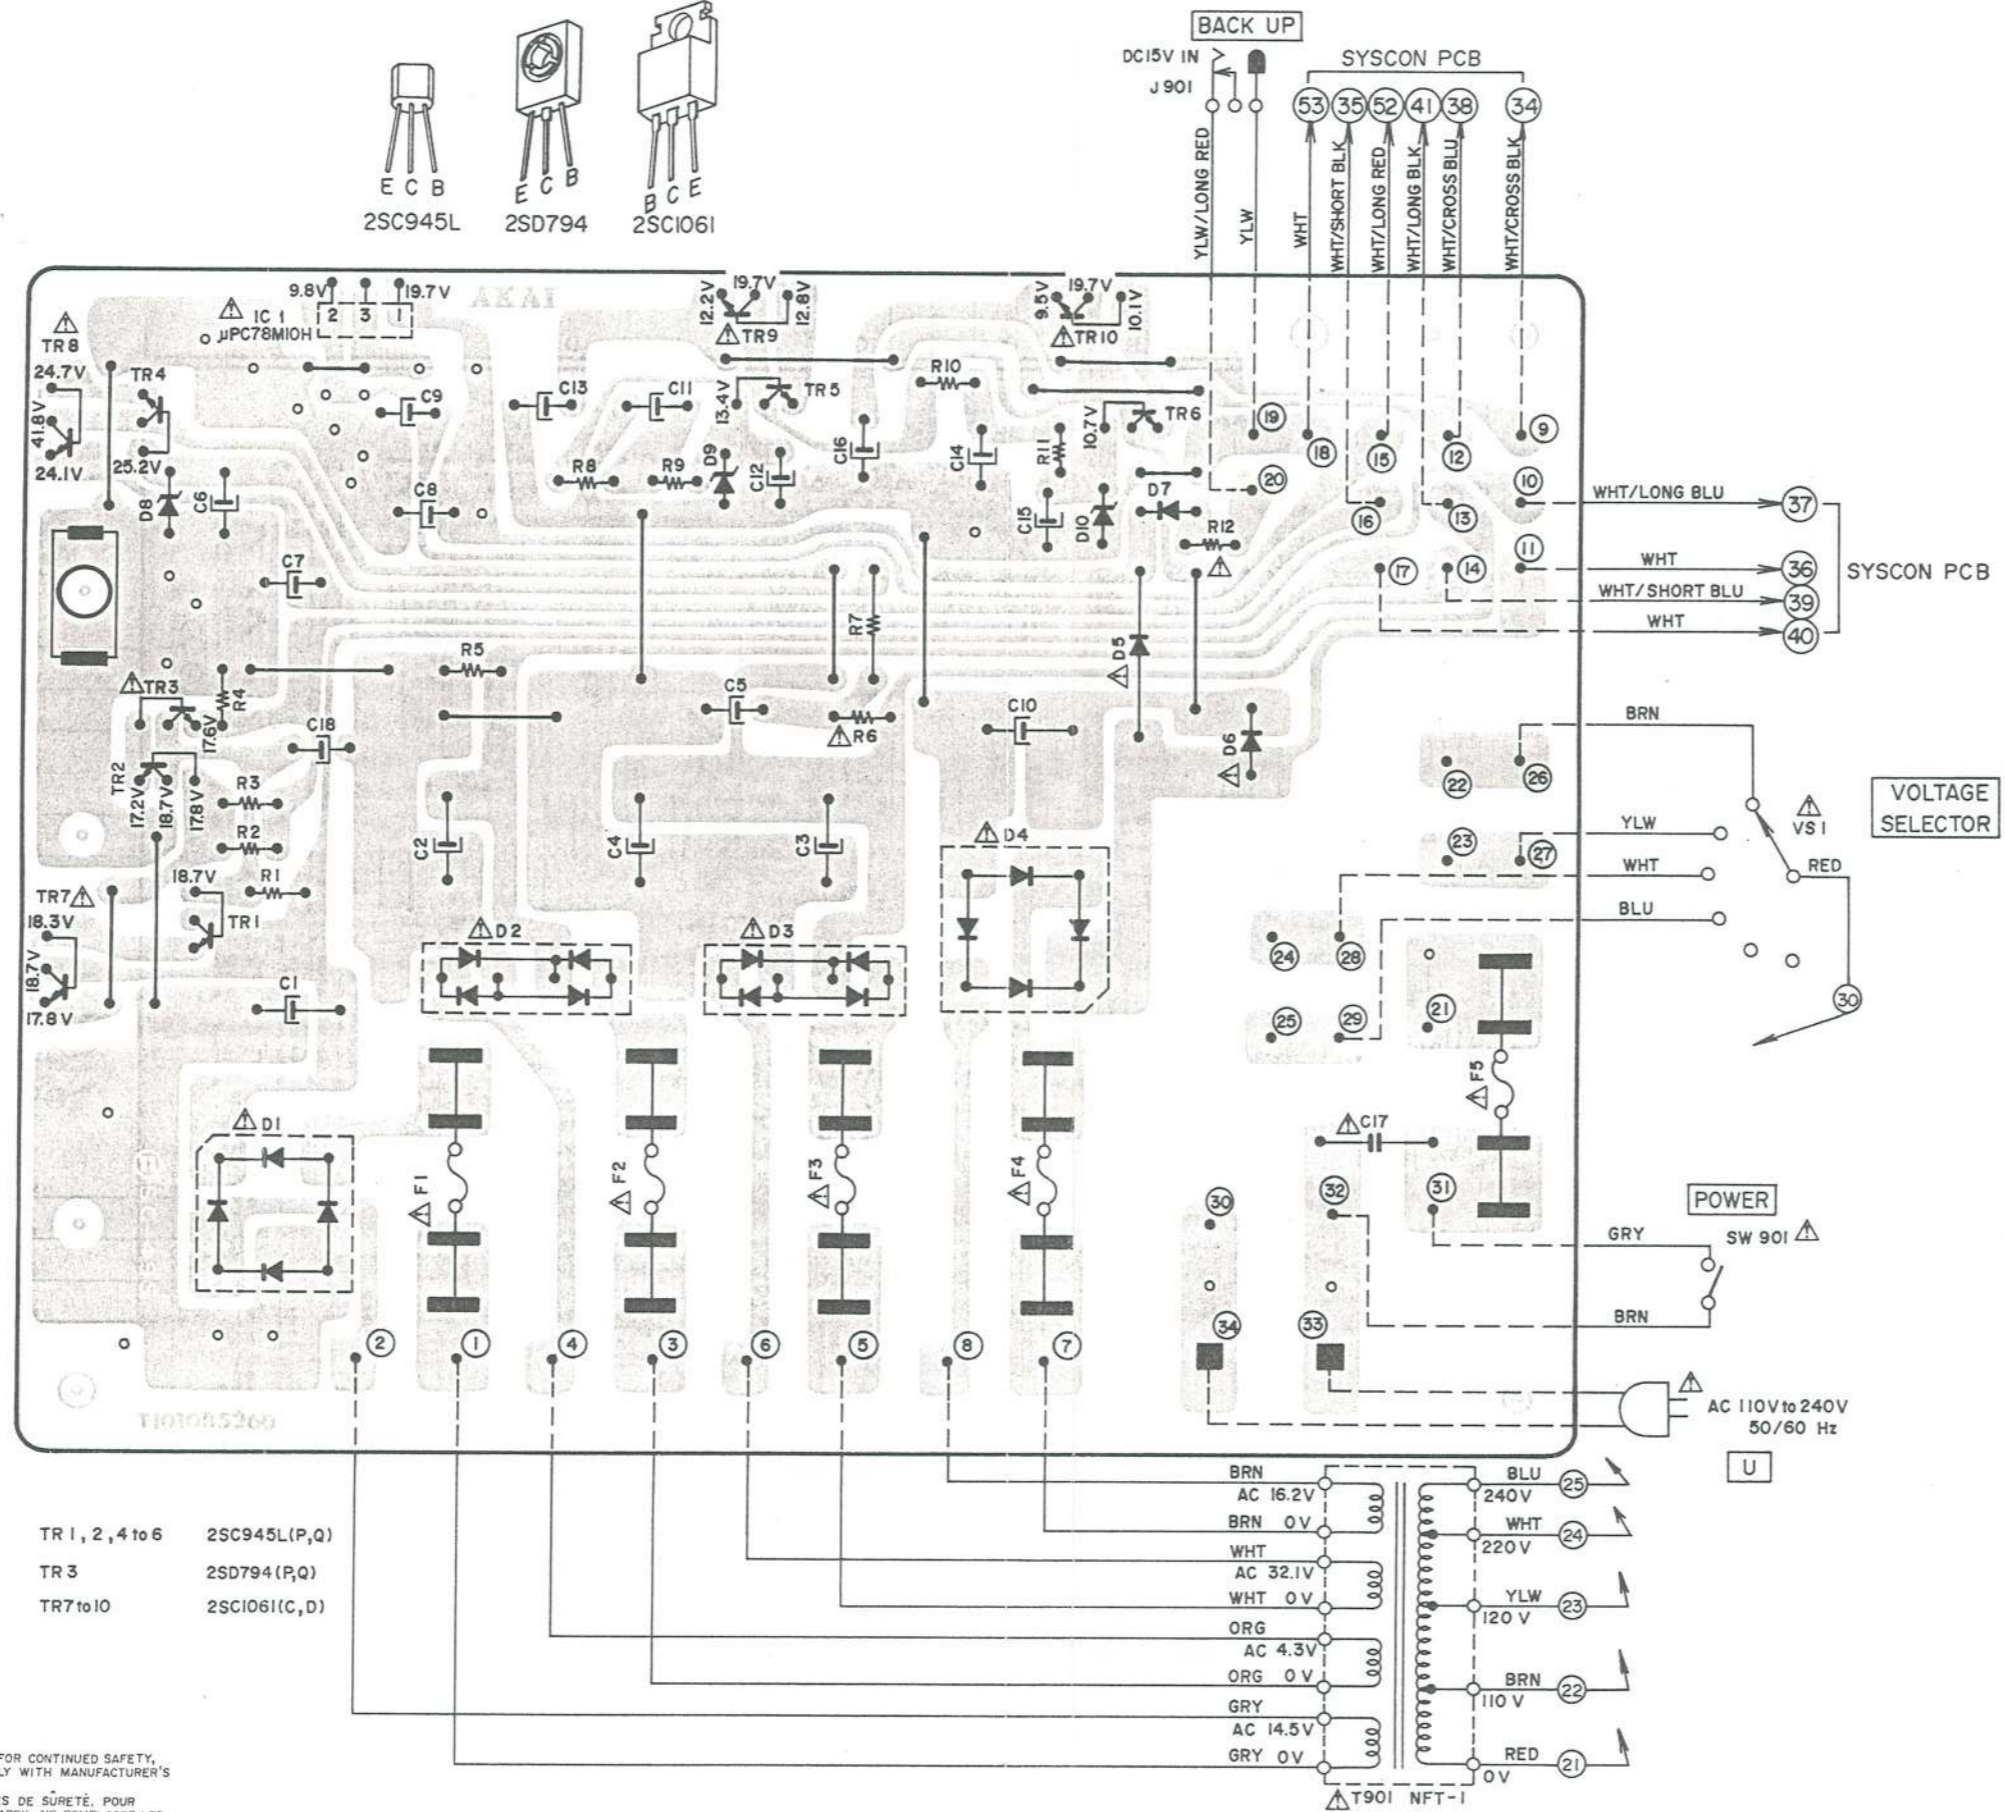 BACK UP
DC15V IN
J901
SYSCON PCB
53 35 52 41 38 34
E C B
2SC945L
E C B
2SD794
B C E
2SC1061
YLW/LONG RED
YLW
WHT
WHT/SHORT BLK
WHT/LONG RED
WHT/LONG BLK
WHT/CROSS BLU
WHT/CROSS BLK
AKAI
9.8V
19.7V
IC 1
μPC78M10H
2 3 1
12.2V
19.7V
12.8V
TR9
9.5V
19.7V
10.1V
TR10
TR8
24.7V
41.8V
24.1V
TR4
25.2V
C9
C13
C11
13.4V
TR5
R10
10.7V
TR6
19
18
15
12
9
D8
C6
C8
R8
R9
D9
C12
C16
C14
R11
C15
D10
D7
R12
20
16
13
10
WHT/LONG BLU
37
C7
17
14
11
WHT
36
WHT/SHORT BLU
39
WHT
40
SYSCON PCB
R7
R5
D5
TR3
R4
17.6V
C18
C5
R6
C10
D6
TR2
17.2V
18.7V
17.8V
R3
R2
R1
C2
C4
C3
D4
22
26
BRN
23
27
YLW
WHT
BLU
VS1
RED
VOLTAGE
SELECTOR
TR7
18.3V
18.7V
17.8V
18.7V
TR1
C1
D2
D3
24
28
25
29
21
30
F5
D1
F1
F2
F3
F4
C17
30
32
31
POWER
GRY
SW 901
BRN
2
1
4
3
6
5
8
7
34
33
T101085260
AC 110V to 240V
50/60 Hz
U
TR 1, 2, 4 to 6 2SC945L(P,Q)
TR 3 2SD794(P,Q)
TR7 to 10 2SC1061(C,D)
BRN
AC 16.2V
BRN 0V
WHT
AC 32.1V
WHT 0V
ORG
AC 4.3V
ORG 0V
GRY
AC 14.5V
GRY 0V
BLU
240V
25
WHT
220V
24
YLW
120V
23
BRN
110V
22
RED
0V
21
T901 NFT-1
FOR CONTINUED SAFETY,
LY WITH MANUFACTURER'S
S DE SÛRETÉ. POUR